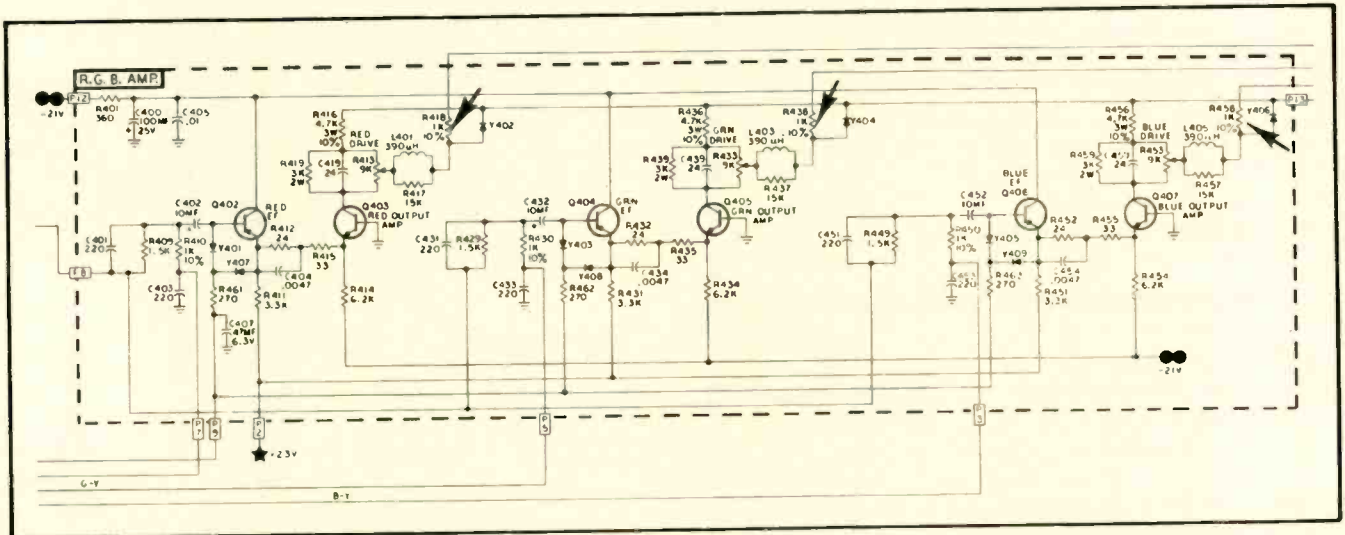 R.G.B. AMP.
P12
-21V
R401
360
C400
100MF
25V
C405
.01
R416
4.7K
3W
10%
RED
DRIVE
R419
3K
2W
C419
24
R413
9K
L401
390μH
R417
15K
R418
1K
10%
Y402
C402
10MF
Q402
RED
EF
R412
24
R415
33
Q403
RED OUTPUT
AMP
C401
220
R409
1.5K
R410
1K
10%
Y401
Y407
C404
.0047
C403
220
R461
270
R411
3.3K
R414
6.2K
C407
47MF
6.3V
R436
4.7K
3W
10%
GRN
DRIVE
R439
3K
2W
C439
24
R433
9K
L403
390μH
R437
15K
R438
1K
10%
Y404
C432
10MF
Q404
GRN
EF
R432
24
R435
33
Q405
GRN OUTPUT
AMP
C431
220
R429
1.5K
R430
1K
10%
Y403
Y408
C434
.0047
C433
220
R462
270
R431
3.3K
R434
6.2K
R456
4.7K
3W
10%
BLUE
DRIVE
R459
3K
2W
24
R453
9K
L405
390μH
R457
15K
R458
1K
10%
Y406
P13
C452
10MF
BLUE
EF
Q406
R452
24
R455
33
Q407
BLUE OUTPUT
AMP
C451
220
R449
1.5K
R450
1K
10%
Y405
Y409
C454
.0047
220
R463
270
R451
3.3K
R454
6.2K
-21V
P7
P9
P2
P5
P3
+23V
G-Y
B-Y